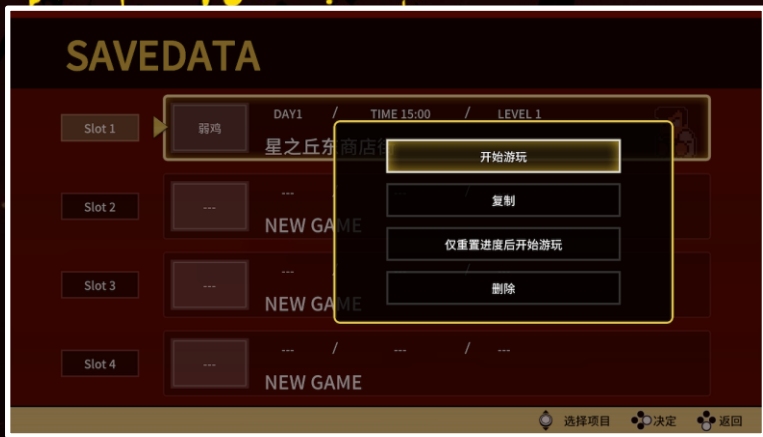 SAVEDATA
Slot 1
弱鸡
DAY1 / TIME 15:00 / LEVEL 1
星之丘东商店街
开始游玩
复制
仅重置进度后开始游玩
删除
Slot 2
---
--- / --- / 
NEW GAME
Slot 3
---
--- / /
NEW GAME
Slot 4
---
--- / --- / ---
NEW GAME
选择项目 决定 返回